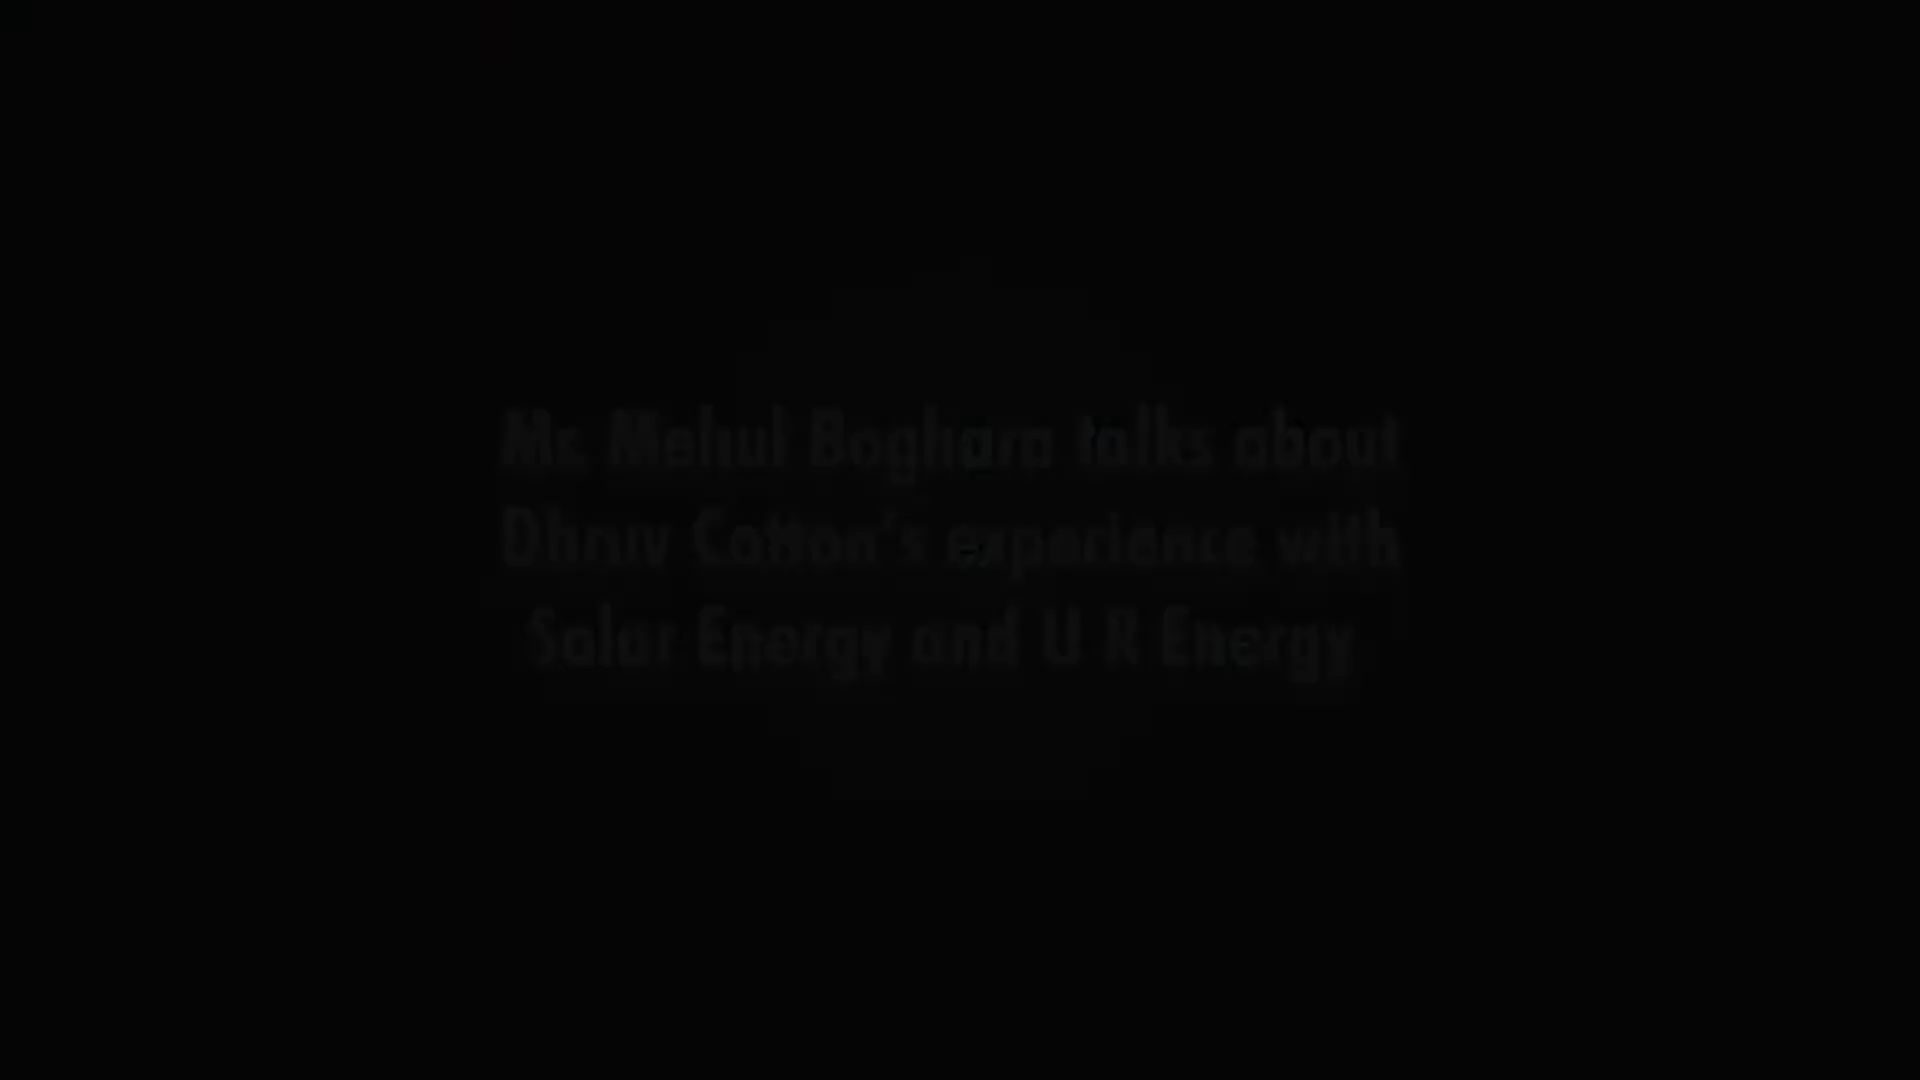 Mr. Mehul Boghara talks about
Dhruv Cotton's experience with
Solar Energy and U R Energy